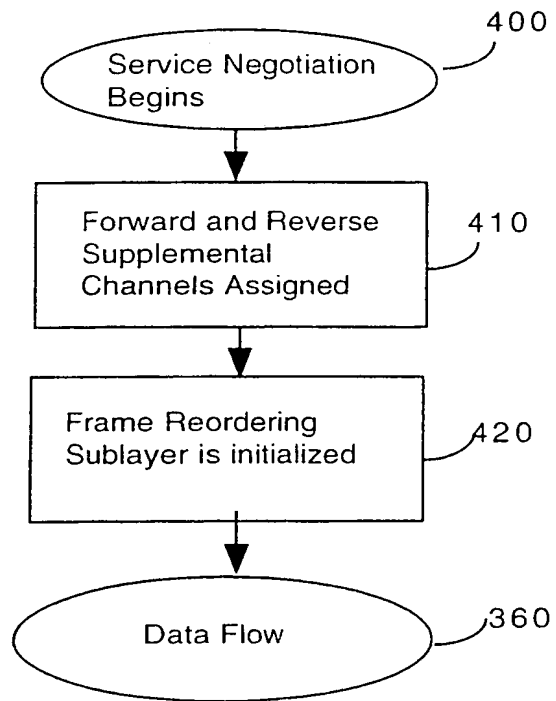 400
Service Negotiation
Begins
410
Forward and Reverse
Supplemental
Channels Assigned
420
Frame Reordering
Sublayer is initialized
360
Data Flow